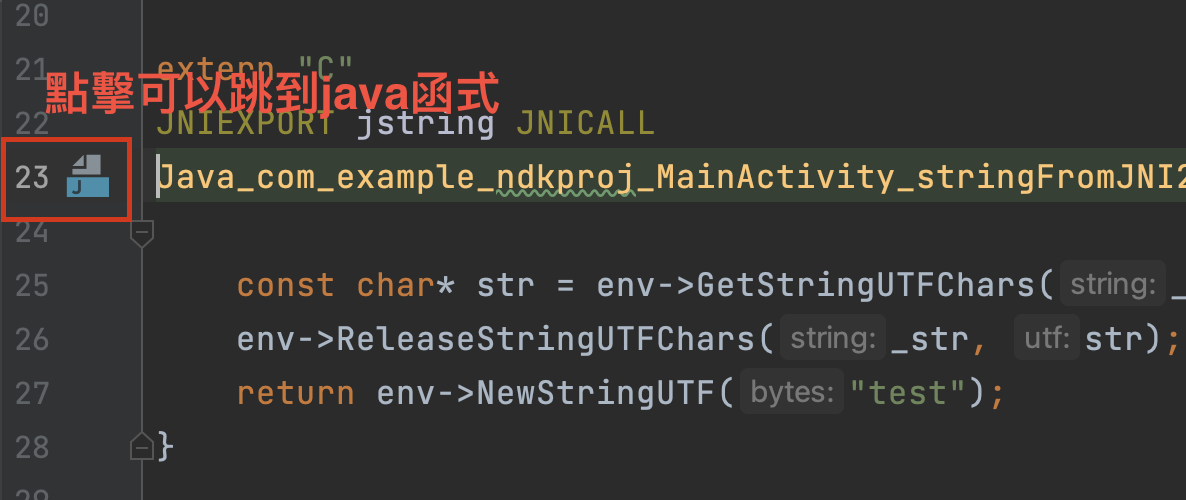 20
21 extern "C"
點擊可以跳到java函式
22 JNIEXPORT jstring JNICALL
23 J Java_com_example_ndkproj_MainActivity_stringFromJNI2
24
25 const char* str = env->GetStringUTFChars( string: _
26 env->ReleaseStringUTFChars( string: _str, utf: str);
27 return env->NewStringUTF( bytes: "test");
28 }
29